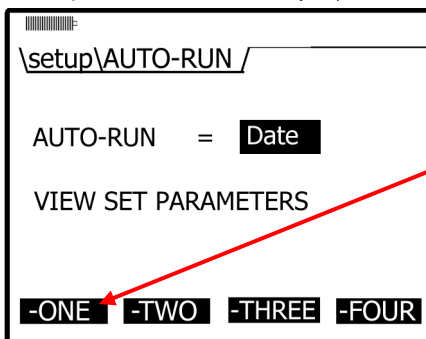 \setup\AUTO-RUN /
AUTO-RUN = Date
VIEW SET PARAMETERS
-ONE -TWO -THREE -FOUR